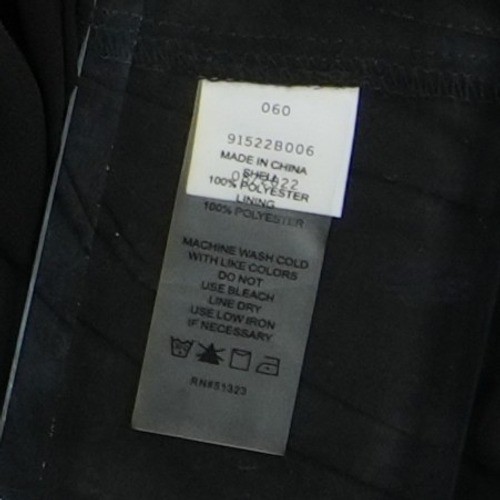 060
91522B006
MADE IN CHINA
SHELL
100% POLYESTER
LINING
100% POLYESTER
MACHINE WASH COLD
WITH LIKE COLORS
DO NOT
USE BLEACH
LINE DRY
USE LOW IRON
IF NECESSARY
RN#51323